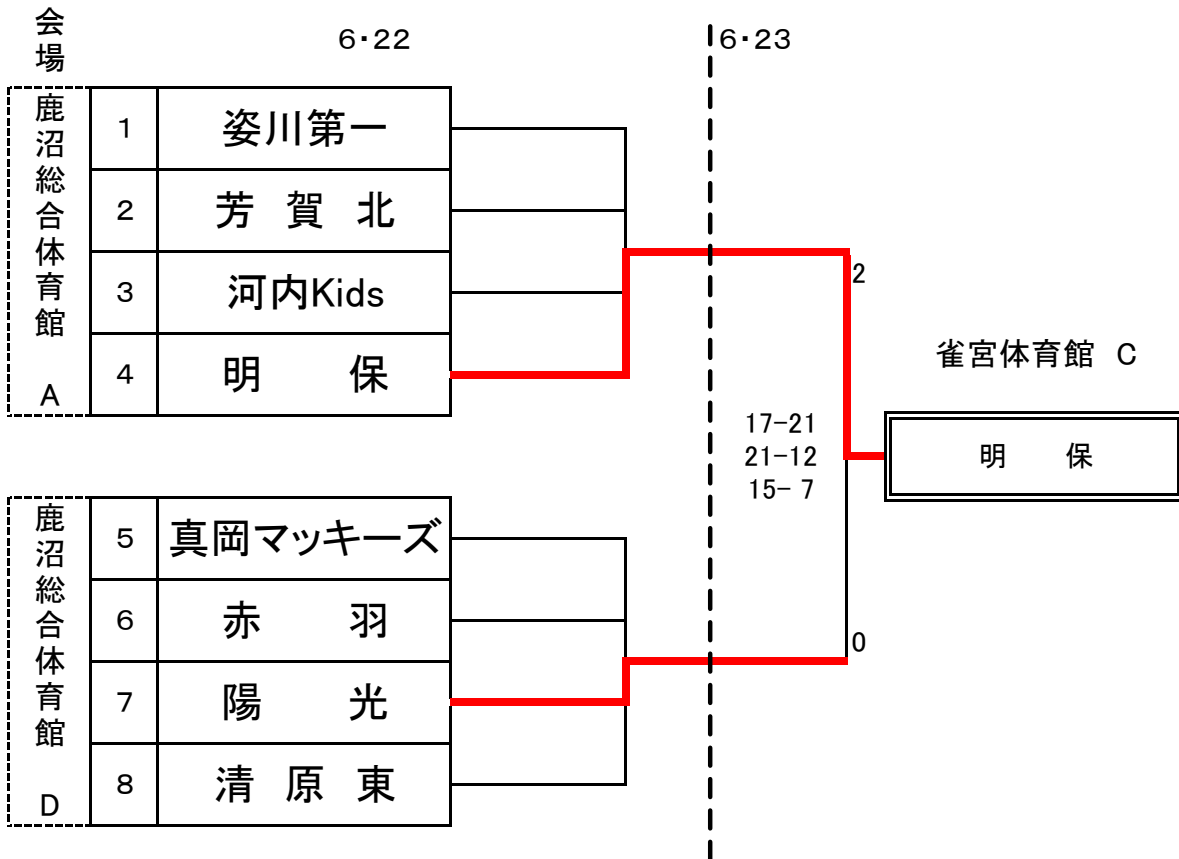 会場
6・22
6・23
鹿沼総合体育館 A
1 姿川第一
2 芳賀北
3 河内Kids
4 明保
2
雀宮体育館 C
17-21
21-12
15- 7
明保
鹿沼総合体育館 D
5 真岡マッキーズ
6 赤羽
7 陽光
8 清原東
0